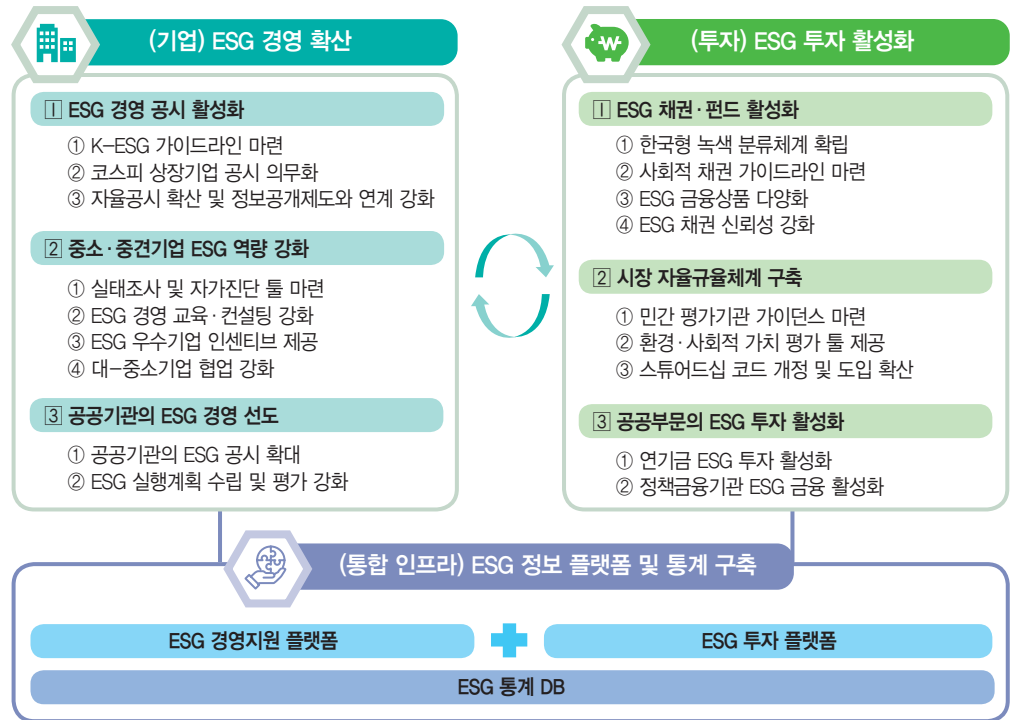 (기업) ESG 경영 확산
1 ESG 경영 공시 활성화
① K-ESG 가이드라인 마련
② 코스피 상장기업 공시 의무화
③ 자율공시 확산 및 정보공개제도와 연계 강화
2 중소·중견기업 ESG 역량 강화
① 실태조사 및 자가진단 툴 마련
② ESG 경영 교육·컨설팅 강화
③ ESG 우수기업 인센티브 제공
④ 대-중소기업 협업 강화
3 공공기관의 ESG 경영 선도
① 공공기관의 ESG 공시 확대
② ESG 실행계획 수립 및 평가 강화
₩
(투자) ESG 투자 활성화
1 ESG 채권·펀드 활성화
① 한국형 녹색 분류체계 확립
② 사회적 채권 가이드라인 마련
③ ESG 금융상품 다양화
④ ESG 채권 신뢰성 강화
2 시장 자율규율체계 구축
① 민간 평가기관 가이던스 마련
② 환경·사회적 가치 평가 툴 제공
③ 스튜어드십 코드 개정 및 도입 확산
3 공공부문의 ESG 투자 활성화
① 연기금 ESG 투자 활성화
② 정책금융기관 ESG 금융 활성화
(통합 인프라) ESG 정보 플랫폼 및 통계 구축
ESG 경영지원 플랫폼
ESG 투자 플랫폼
ESG 통계 DB